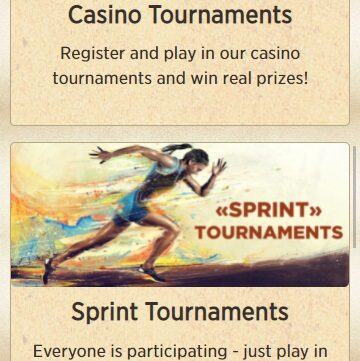 Casino Tournaments
Register and play in our casino
tournaments and win real prizes!
«SPRINT»
TOURNAMENTS
Sprint Tournaments
Everyone is participating - just play in